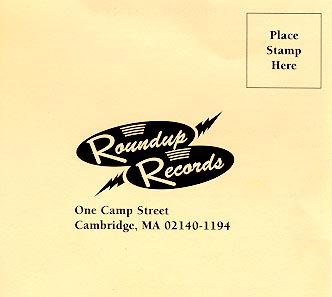 Place
Stamp
Here
Roundup
Records
One Camp Street
Cambridge, MA 02140-1194